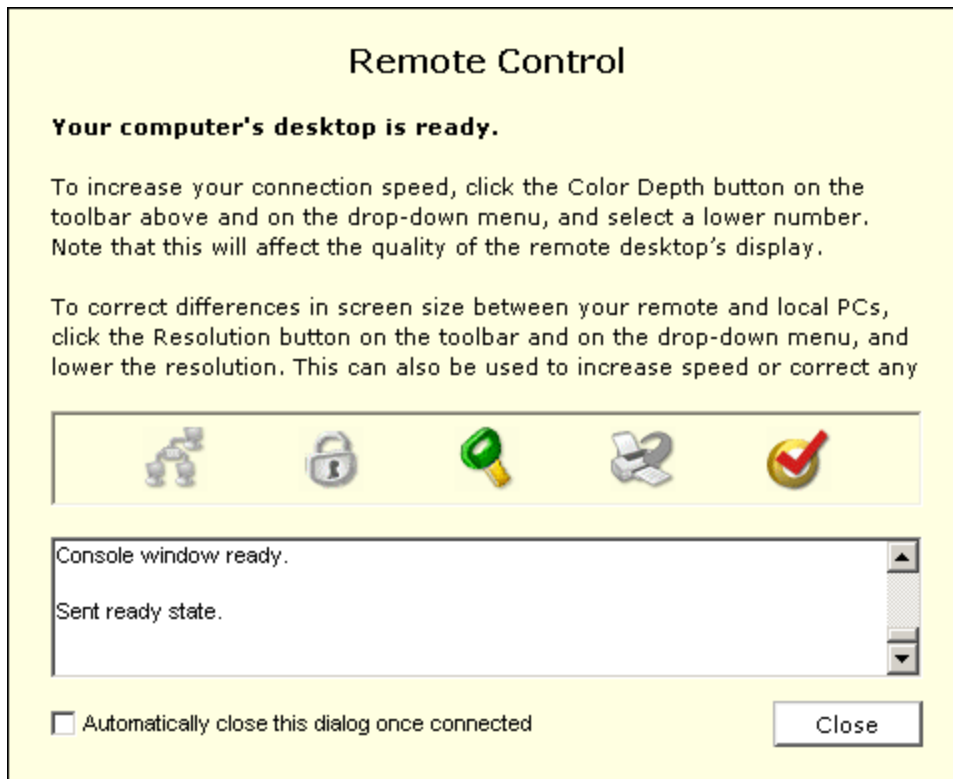 Remote Control
Your computer's desktop is ready.
To increase your connection speed, click the Color Depth button on the
toolbar above and on the drop-down menu, and select a lower number.
Note that this will affect the quality of the remote desktop’s display.
To correct differences in screen size between your remote and local PCs,
click the Resolution button on the toolbar and on the drop-down menu, and
lower the resolution. This can also be used to increase speed or correct any
Console window ready.
Sent ready state.
Automatically close this dialog once connected
Close